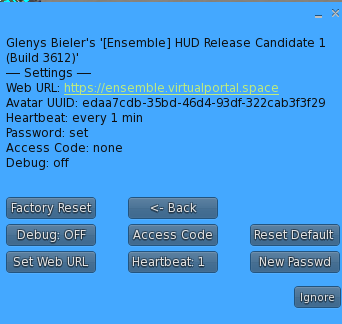 Glenys Bieler's '[Ensemble] HUD Release Candidate 1
(Build 3612)'
── Settings ──
Web URL: https://ensemble.virtualportal.space
Avatar UUID: edaa7cdb-35bd-46d4-93df-322cab3f3f29
Heartbeat: every 1 min
Password: set
Access Code: none
Debug: off
Factory Reset <- Back
Debug: OFF Access Code Reset Default
Set Web URL Heartbeat: 1 New Passwd
Ignore